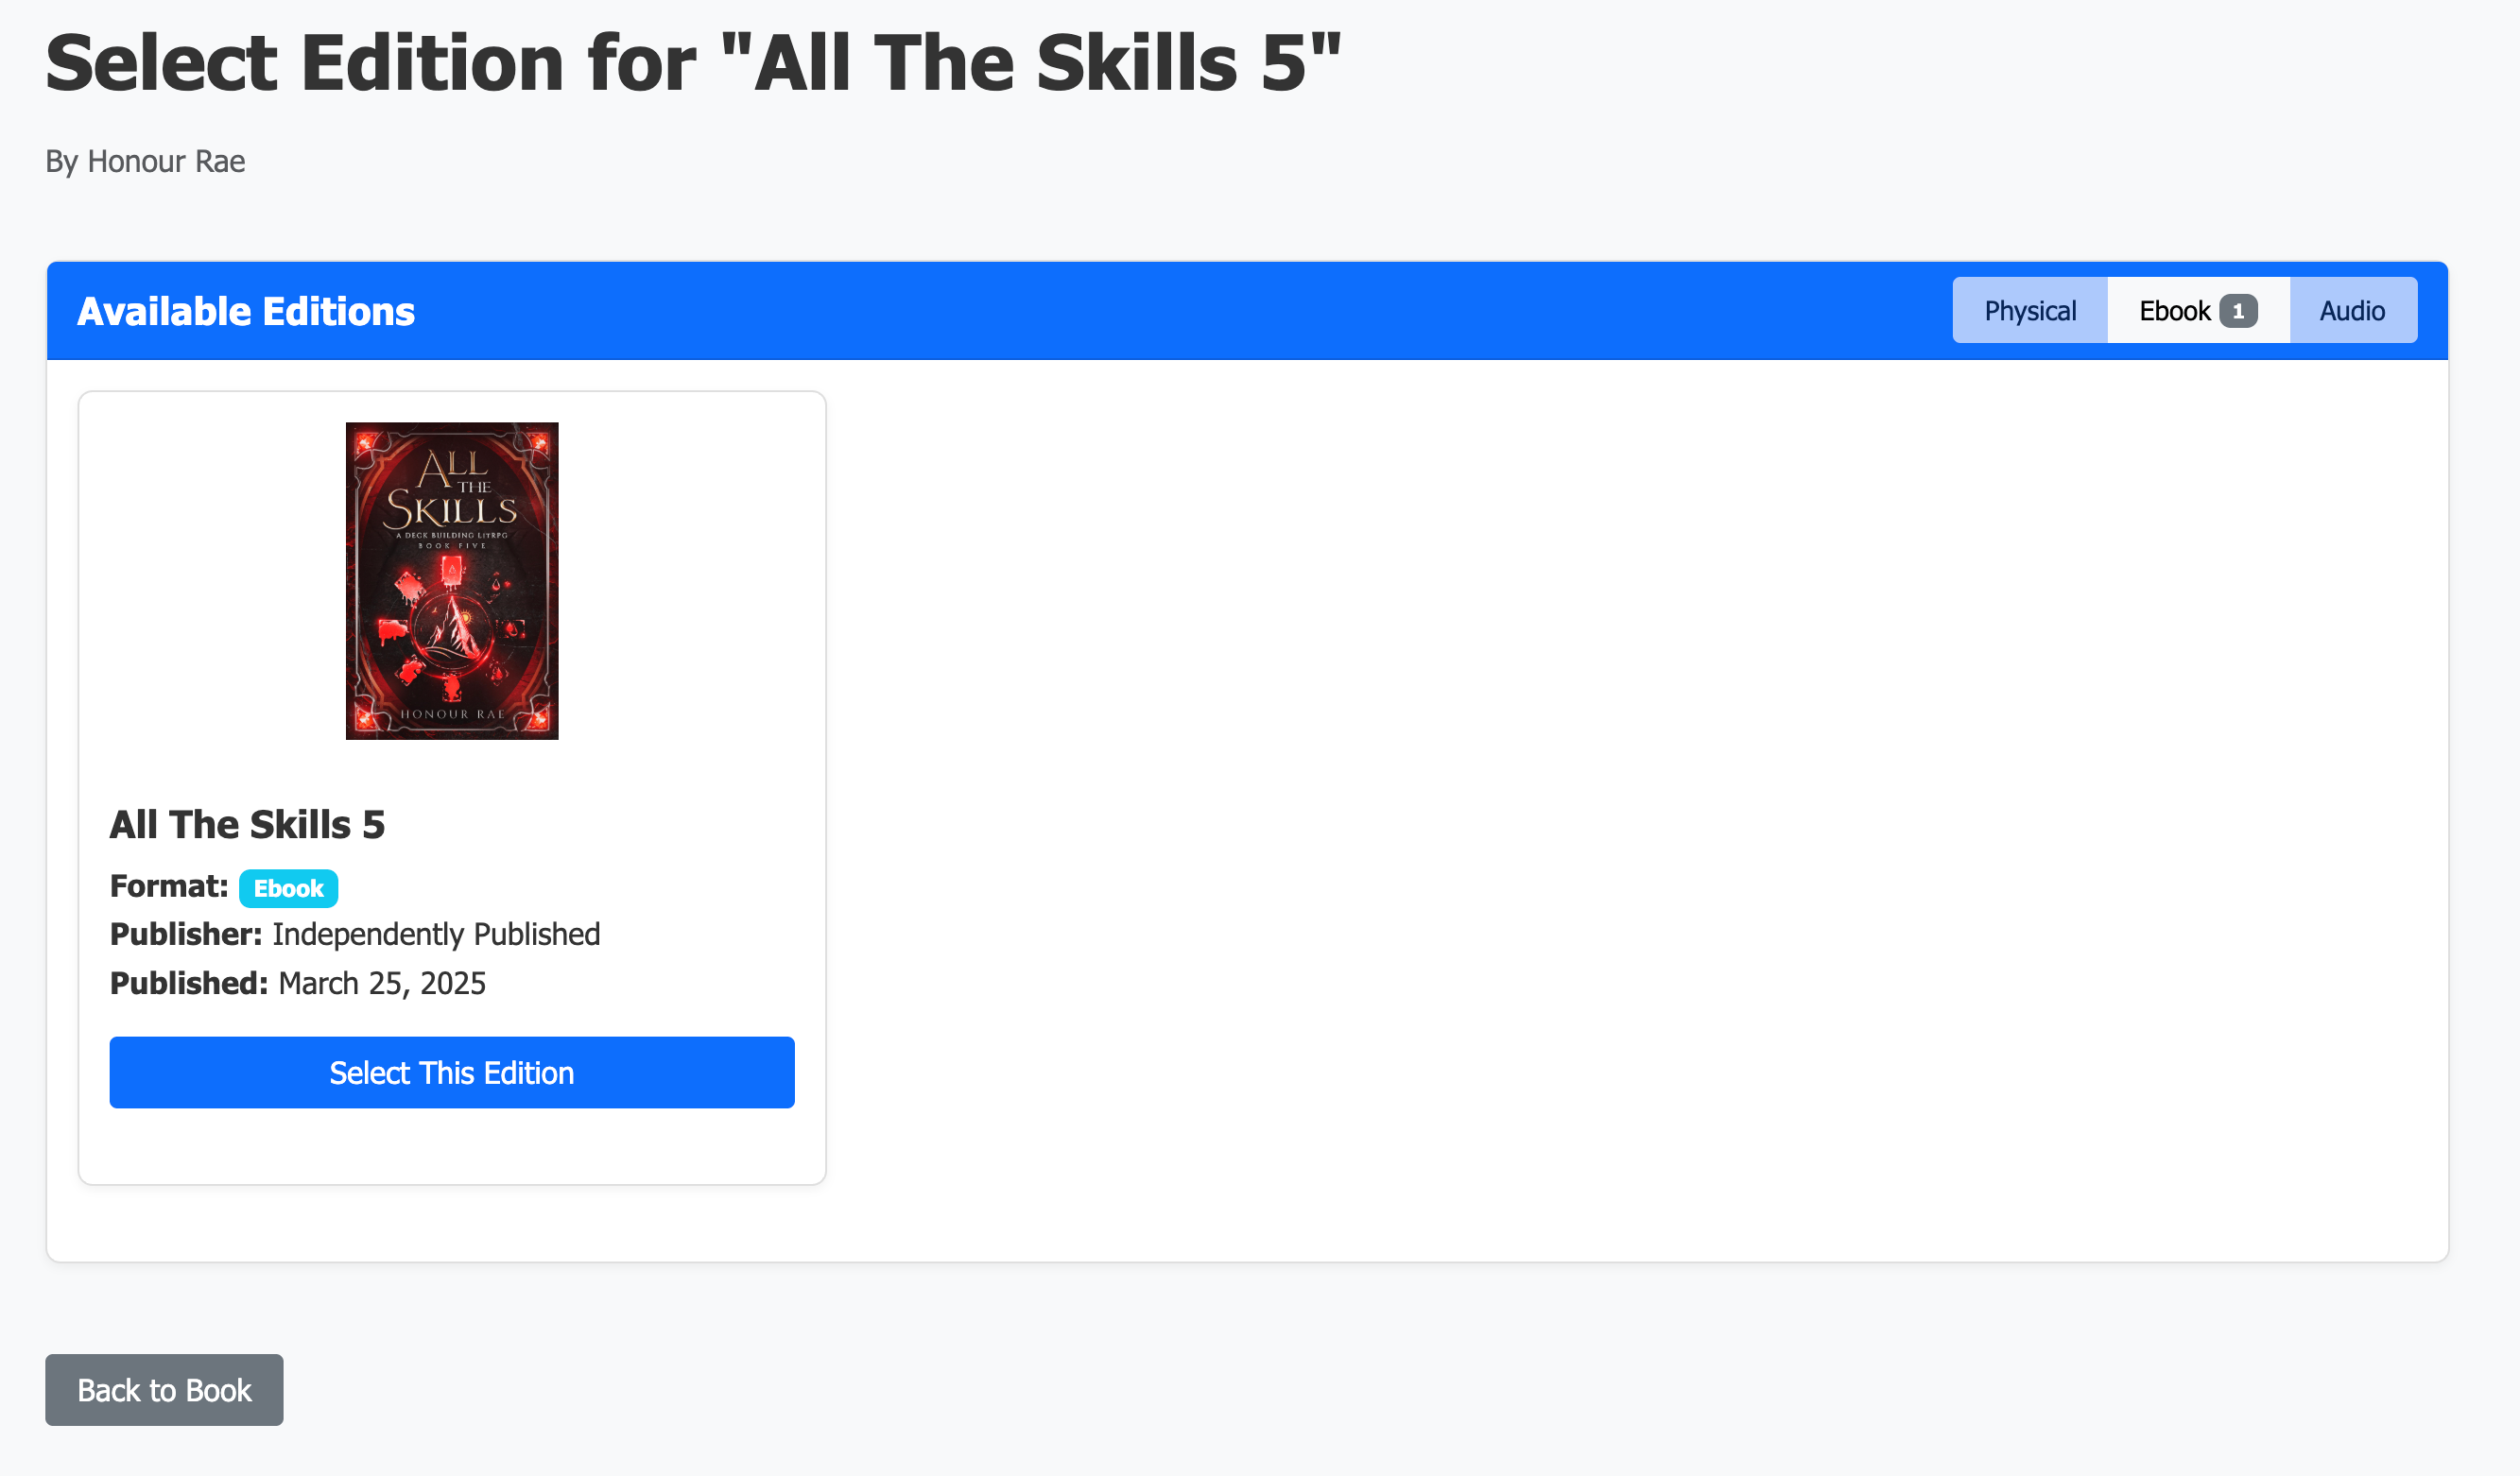 Select Edition for "All The Skills 5"
By Honour Rae
Available Editions
Physical
Ebook 1
Audio
ALL
THE
SKILLS
A DECK BUILDING LITRPG
BOOK FIVE
HONOUR RAE
All The Skills 5
Format: Ebook
Publisher: Independently Published
Published: March 25, 2025
Select This Edition
Back to Book